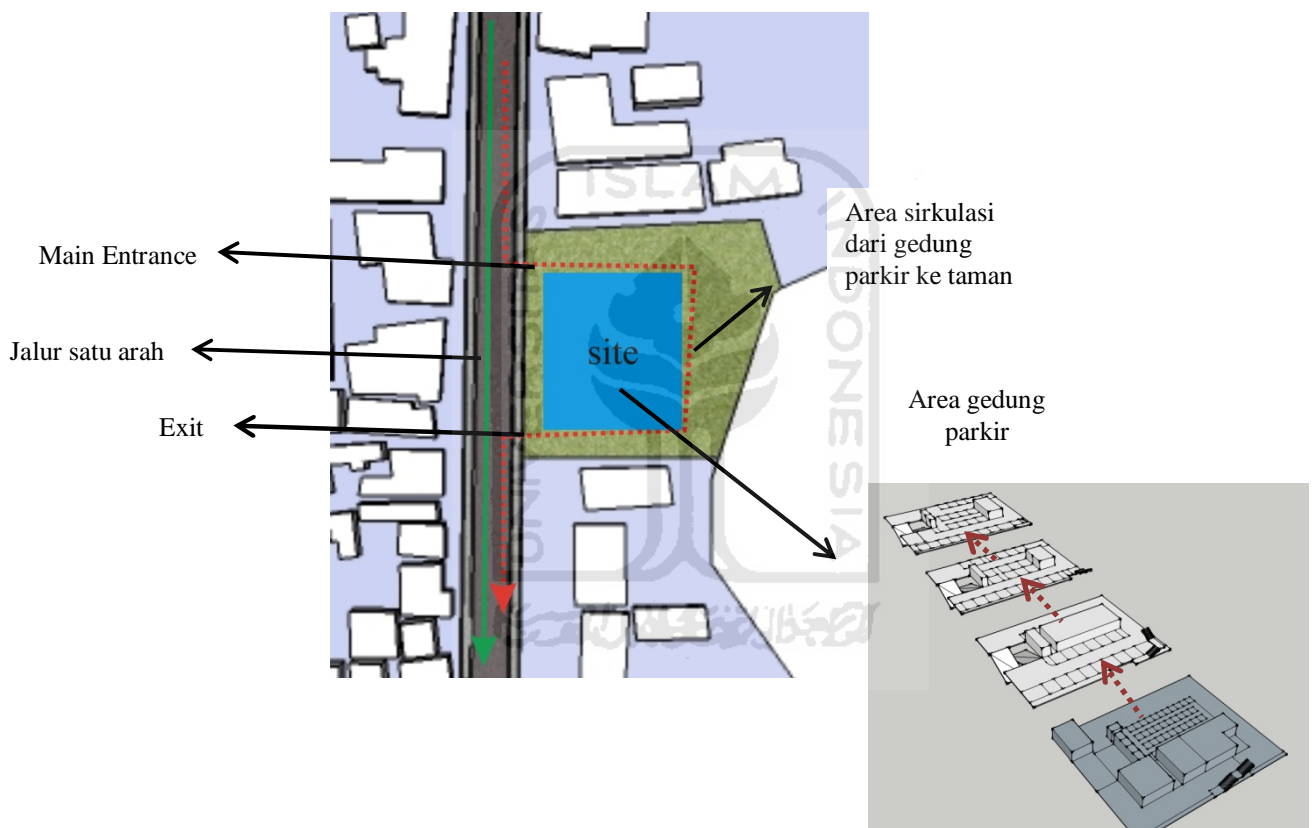 Main Entrance
Jalur satu arah
Exit
site
Area sirkulasi
dari gedung
parkir ke taman
Area gedung
parkir
ISLAM
INDONESIA